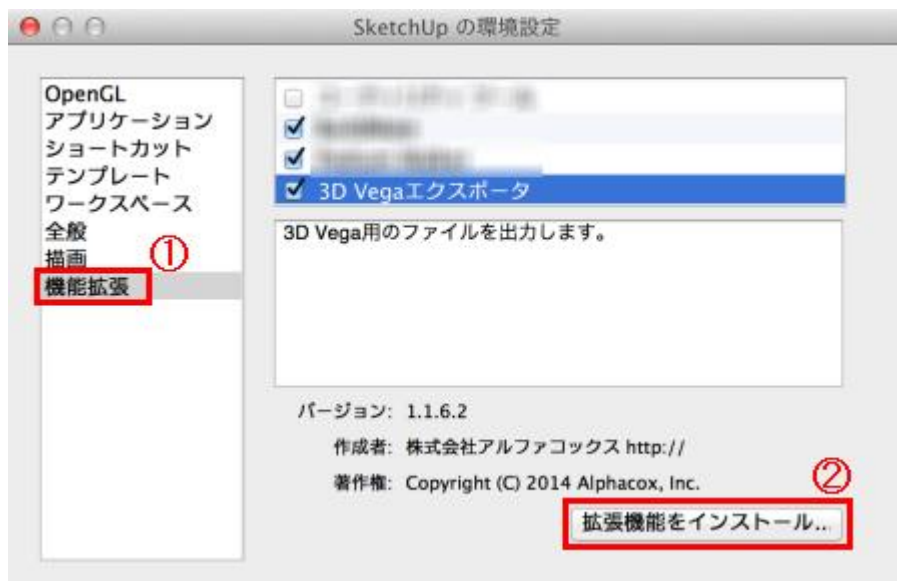 SketchUp の環境設定
OpenGL
アプリケーション
ショートカット
テンプレート
ワークスペース
全般
描画
①
機能拡張
3D Vegaエクスポータ
3D Vega用のファイルを出力します。
バージョン: 1.1.6.2
作成者: 株式会社アルファコックス http://
著作権: Copyright (C) 2014 Alphacox, Inc.
②
拡張機能をインストール...